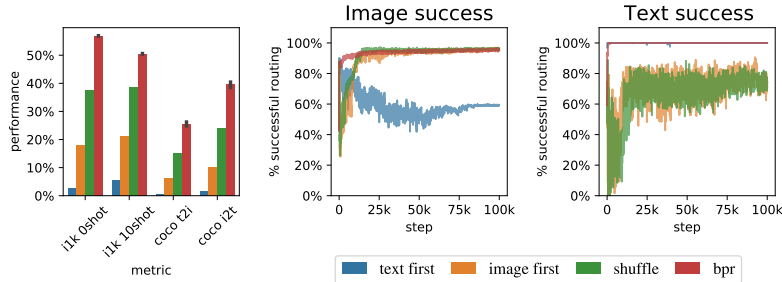 Image success
Text success
performance
50%
40%
30%
20%
10%
0%
i1k 0shot
i1k 10shot
coco t2i
coco i2t
metric
% successful routing
100%
80%
60%
40%
20%
0%
0
25k
50k
75k
100k
step
% successful routing
100%
80%
60%
40%
20%
0%
0
25k
50k
75k
100k
step
text first
image first
shuffle
bpr